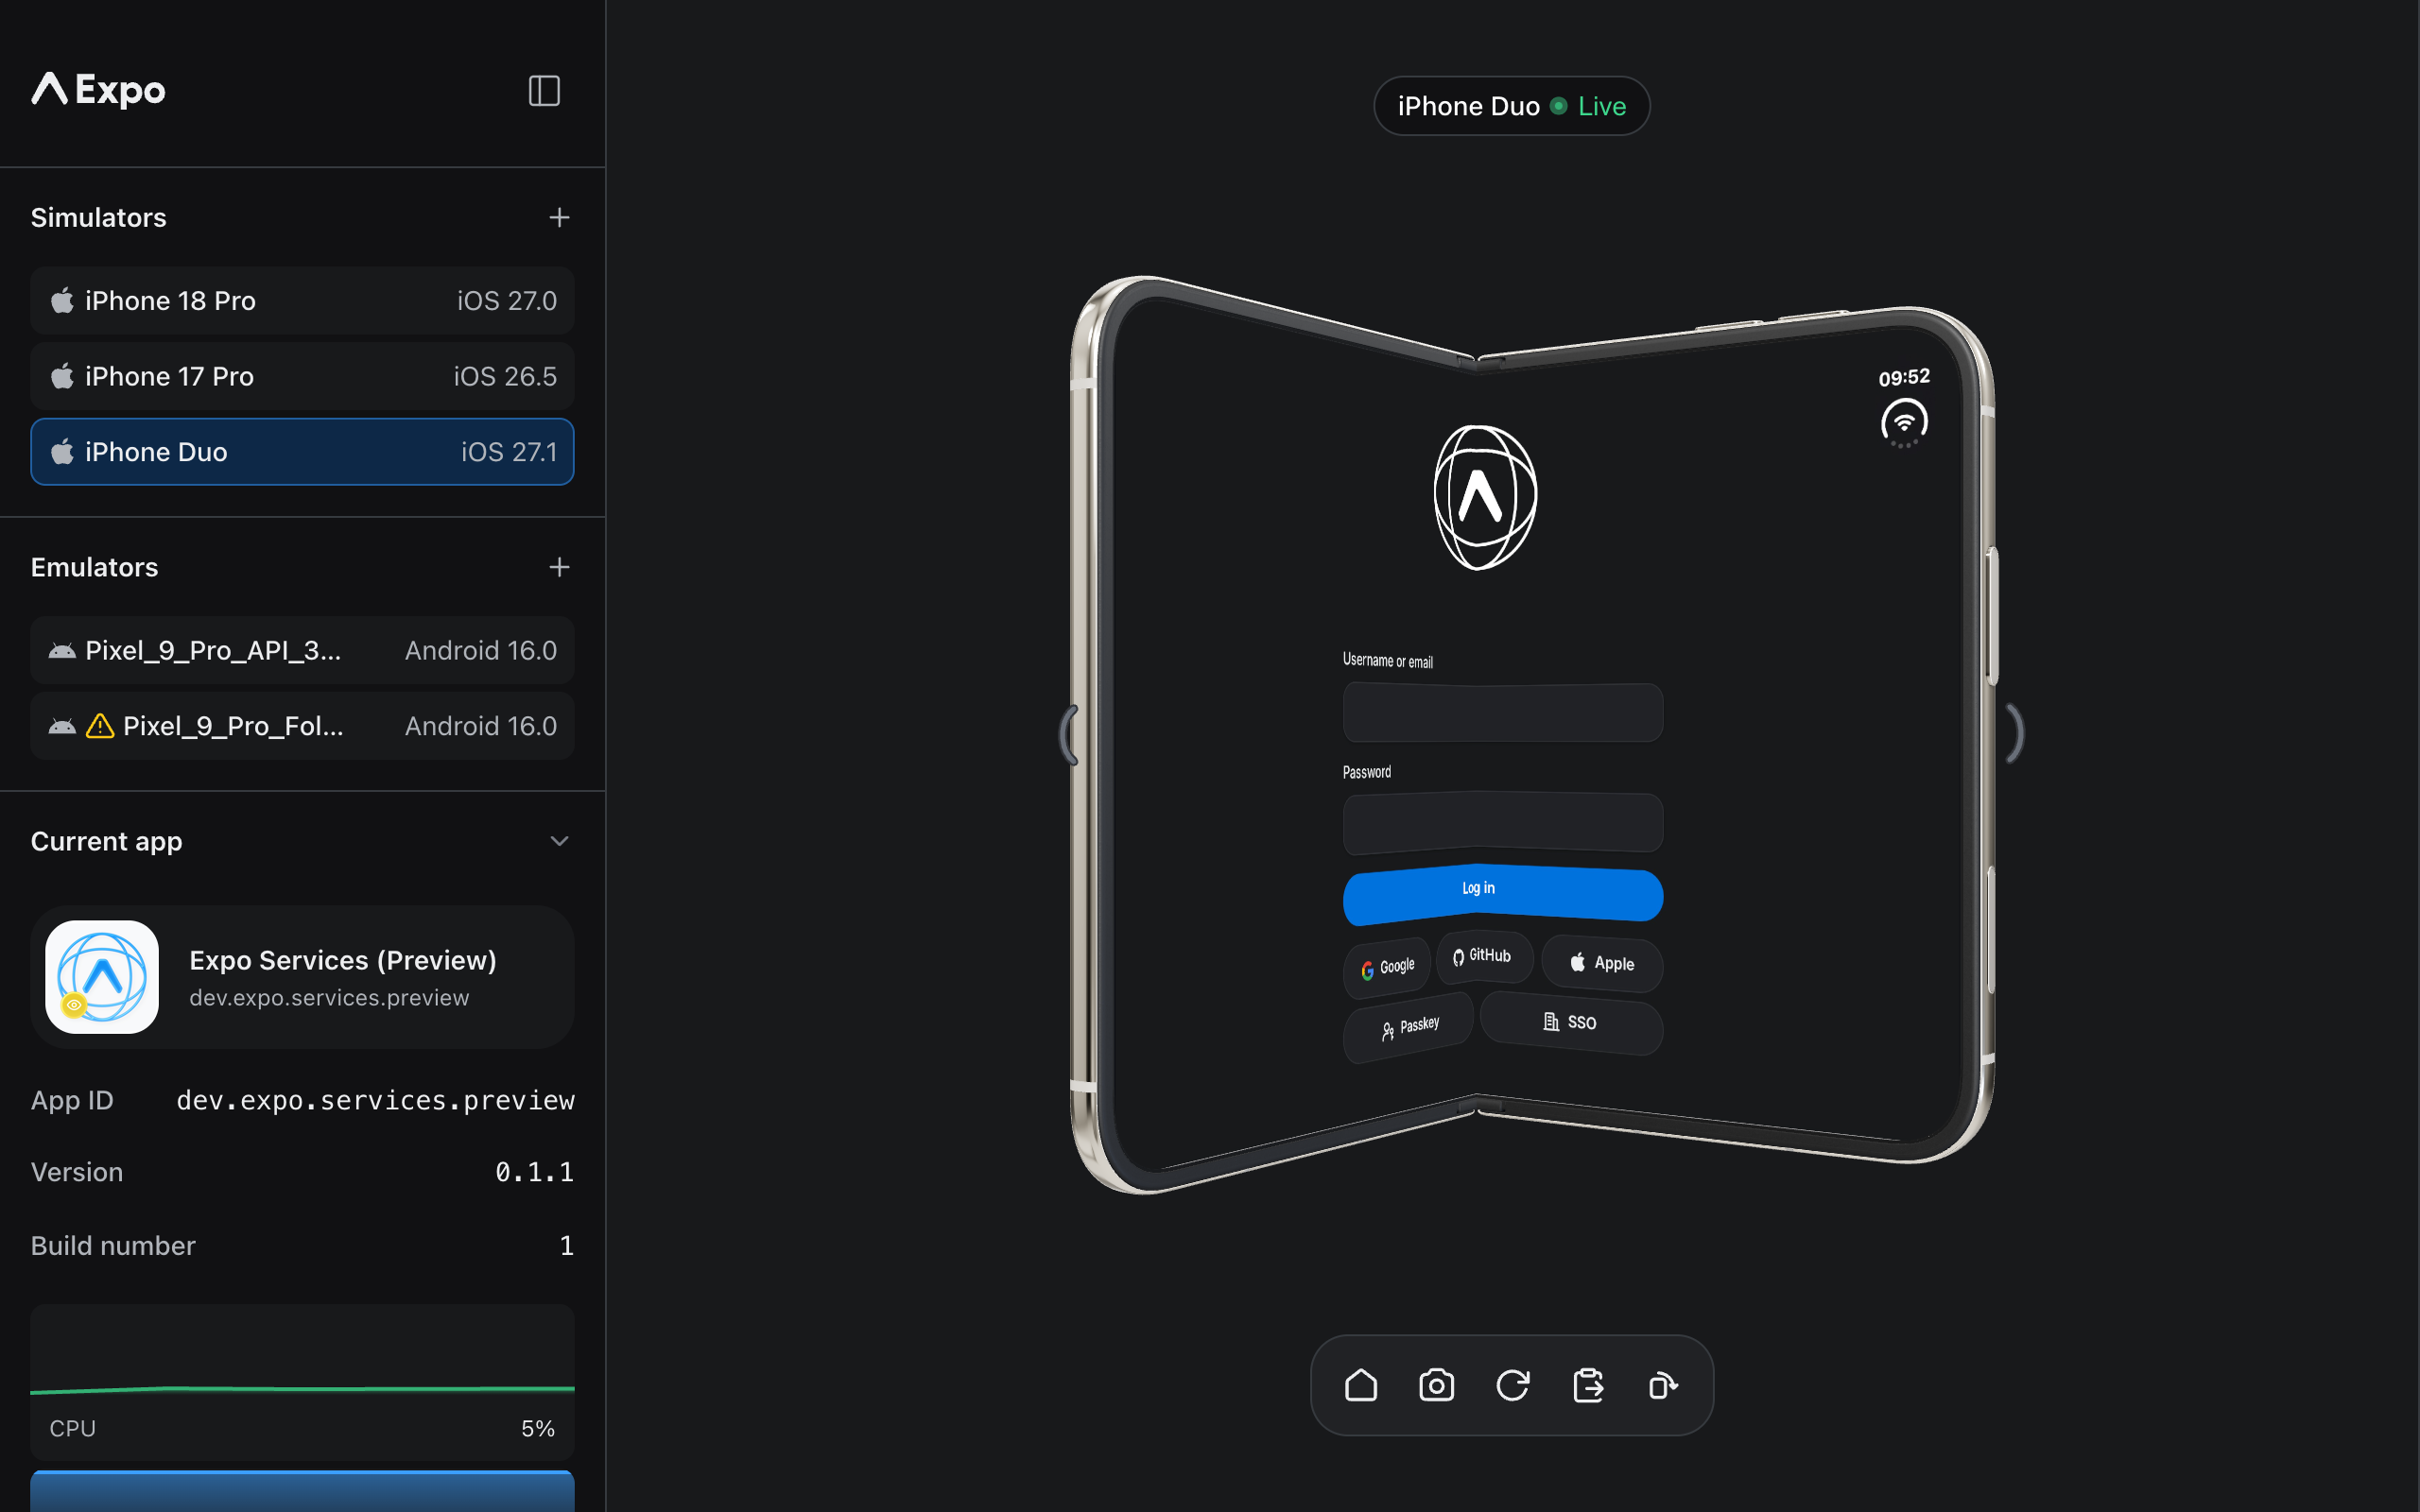 Expo
Simulators
iPhone 18 Pro iOS 27.0
iPhone 17 Pro iOS 26.5
iPhone Duo iOS 27.1
Emulators
Pixel_9_Pro_API_3... Android 16.0
Pixel_9_Pro_Fol... Android 16.0
Current app
Expo Services (Preview)
dev.expo.services.preview
App ID dev.expo.services.preview
Version 0.1.1
Build number 1
CPU 5%
iPhone Duo Live
09:52
Username or email
Password
Log in
Google GitHub Apple
Passkey SSO